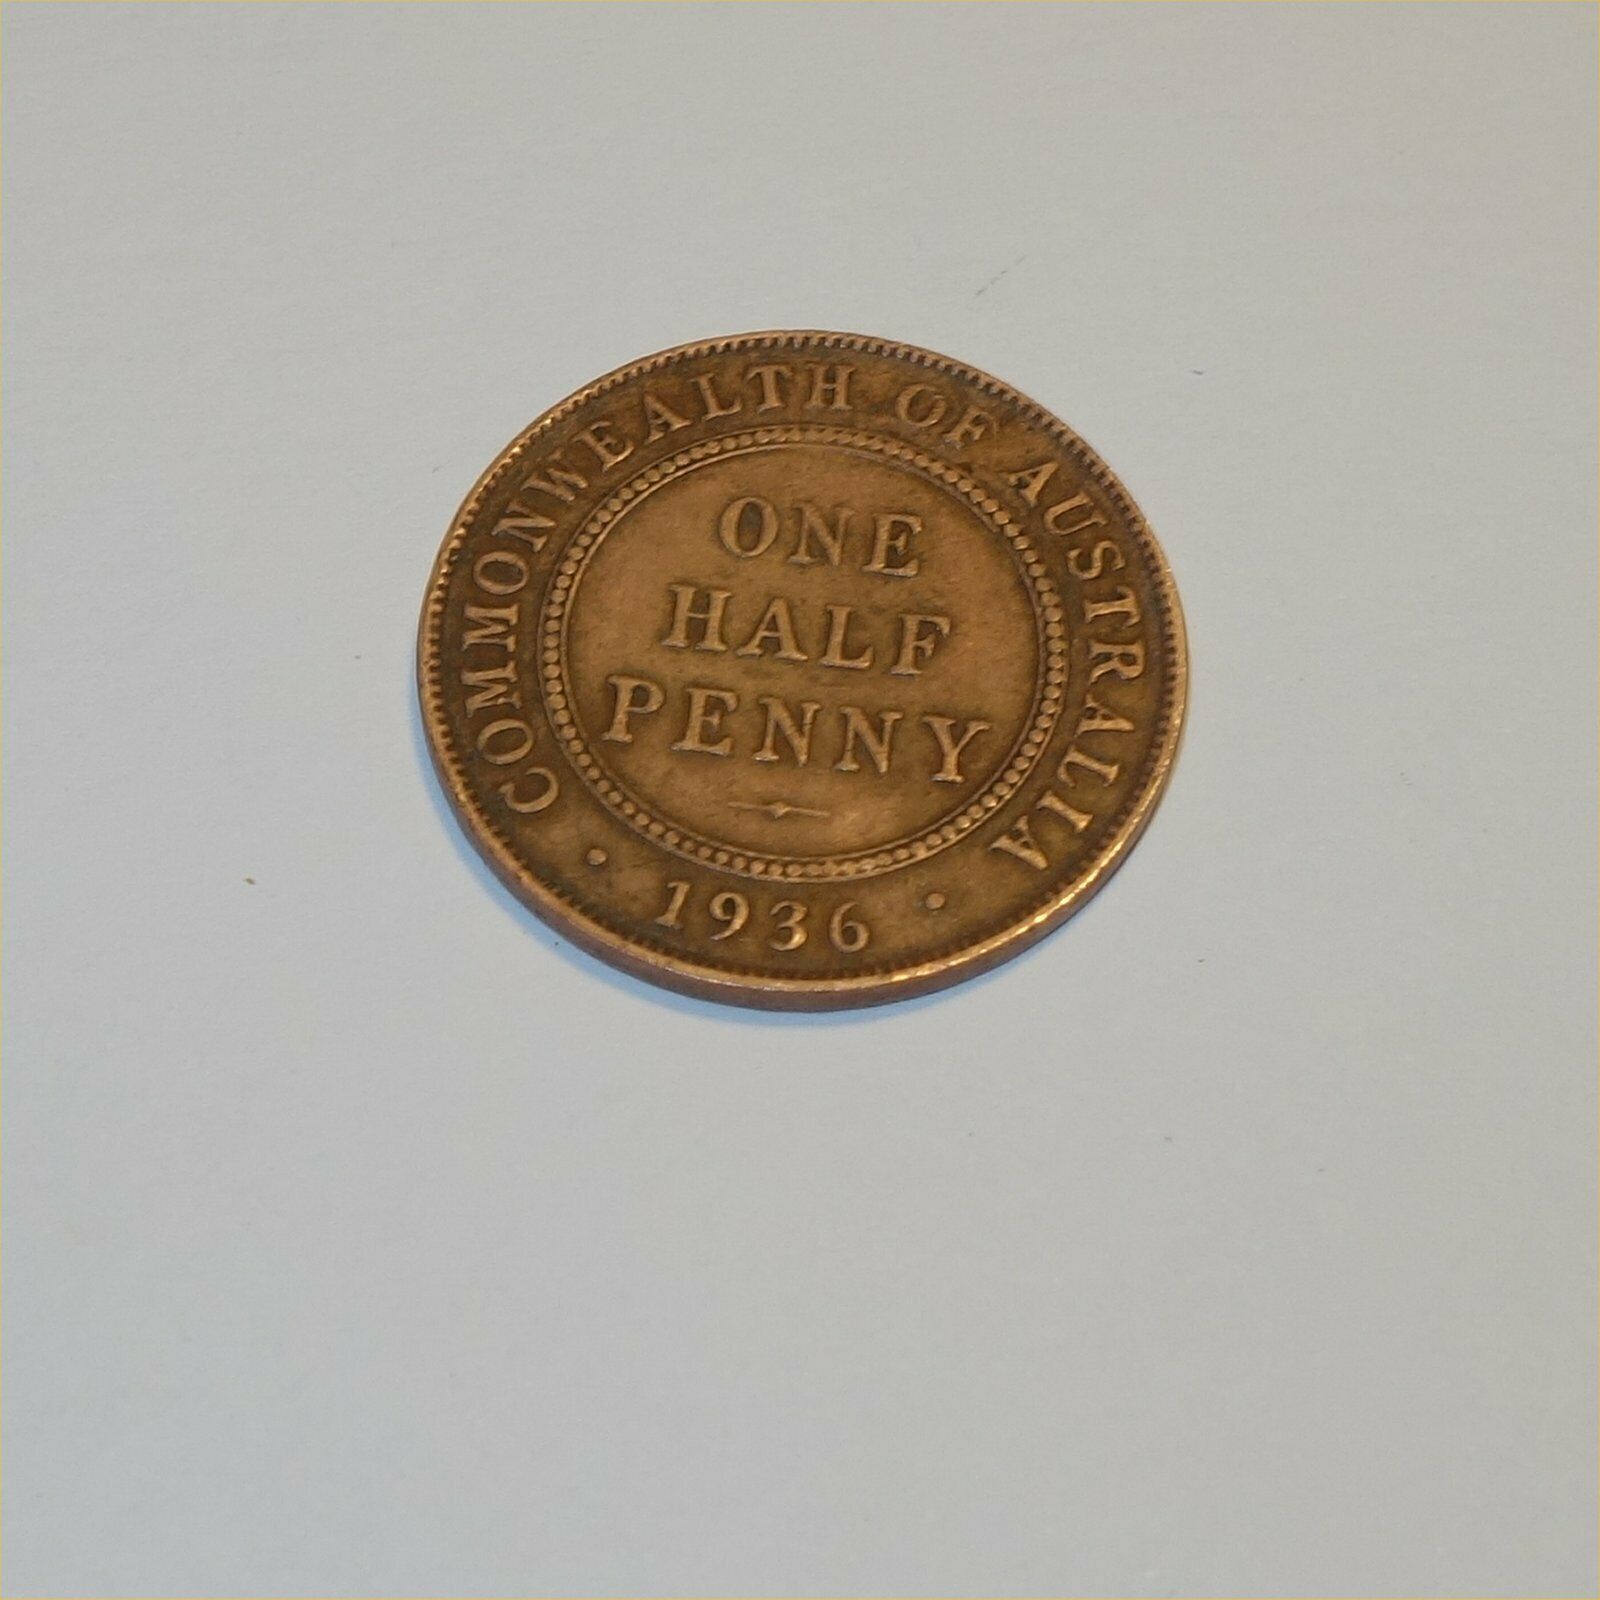 COMMONWEALTH OF AUSTRALIA
ONE
HALF
PENNY
· 1936 ·